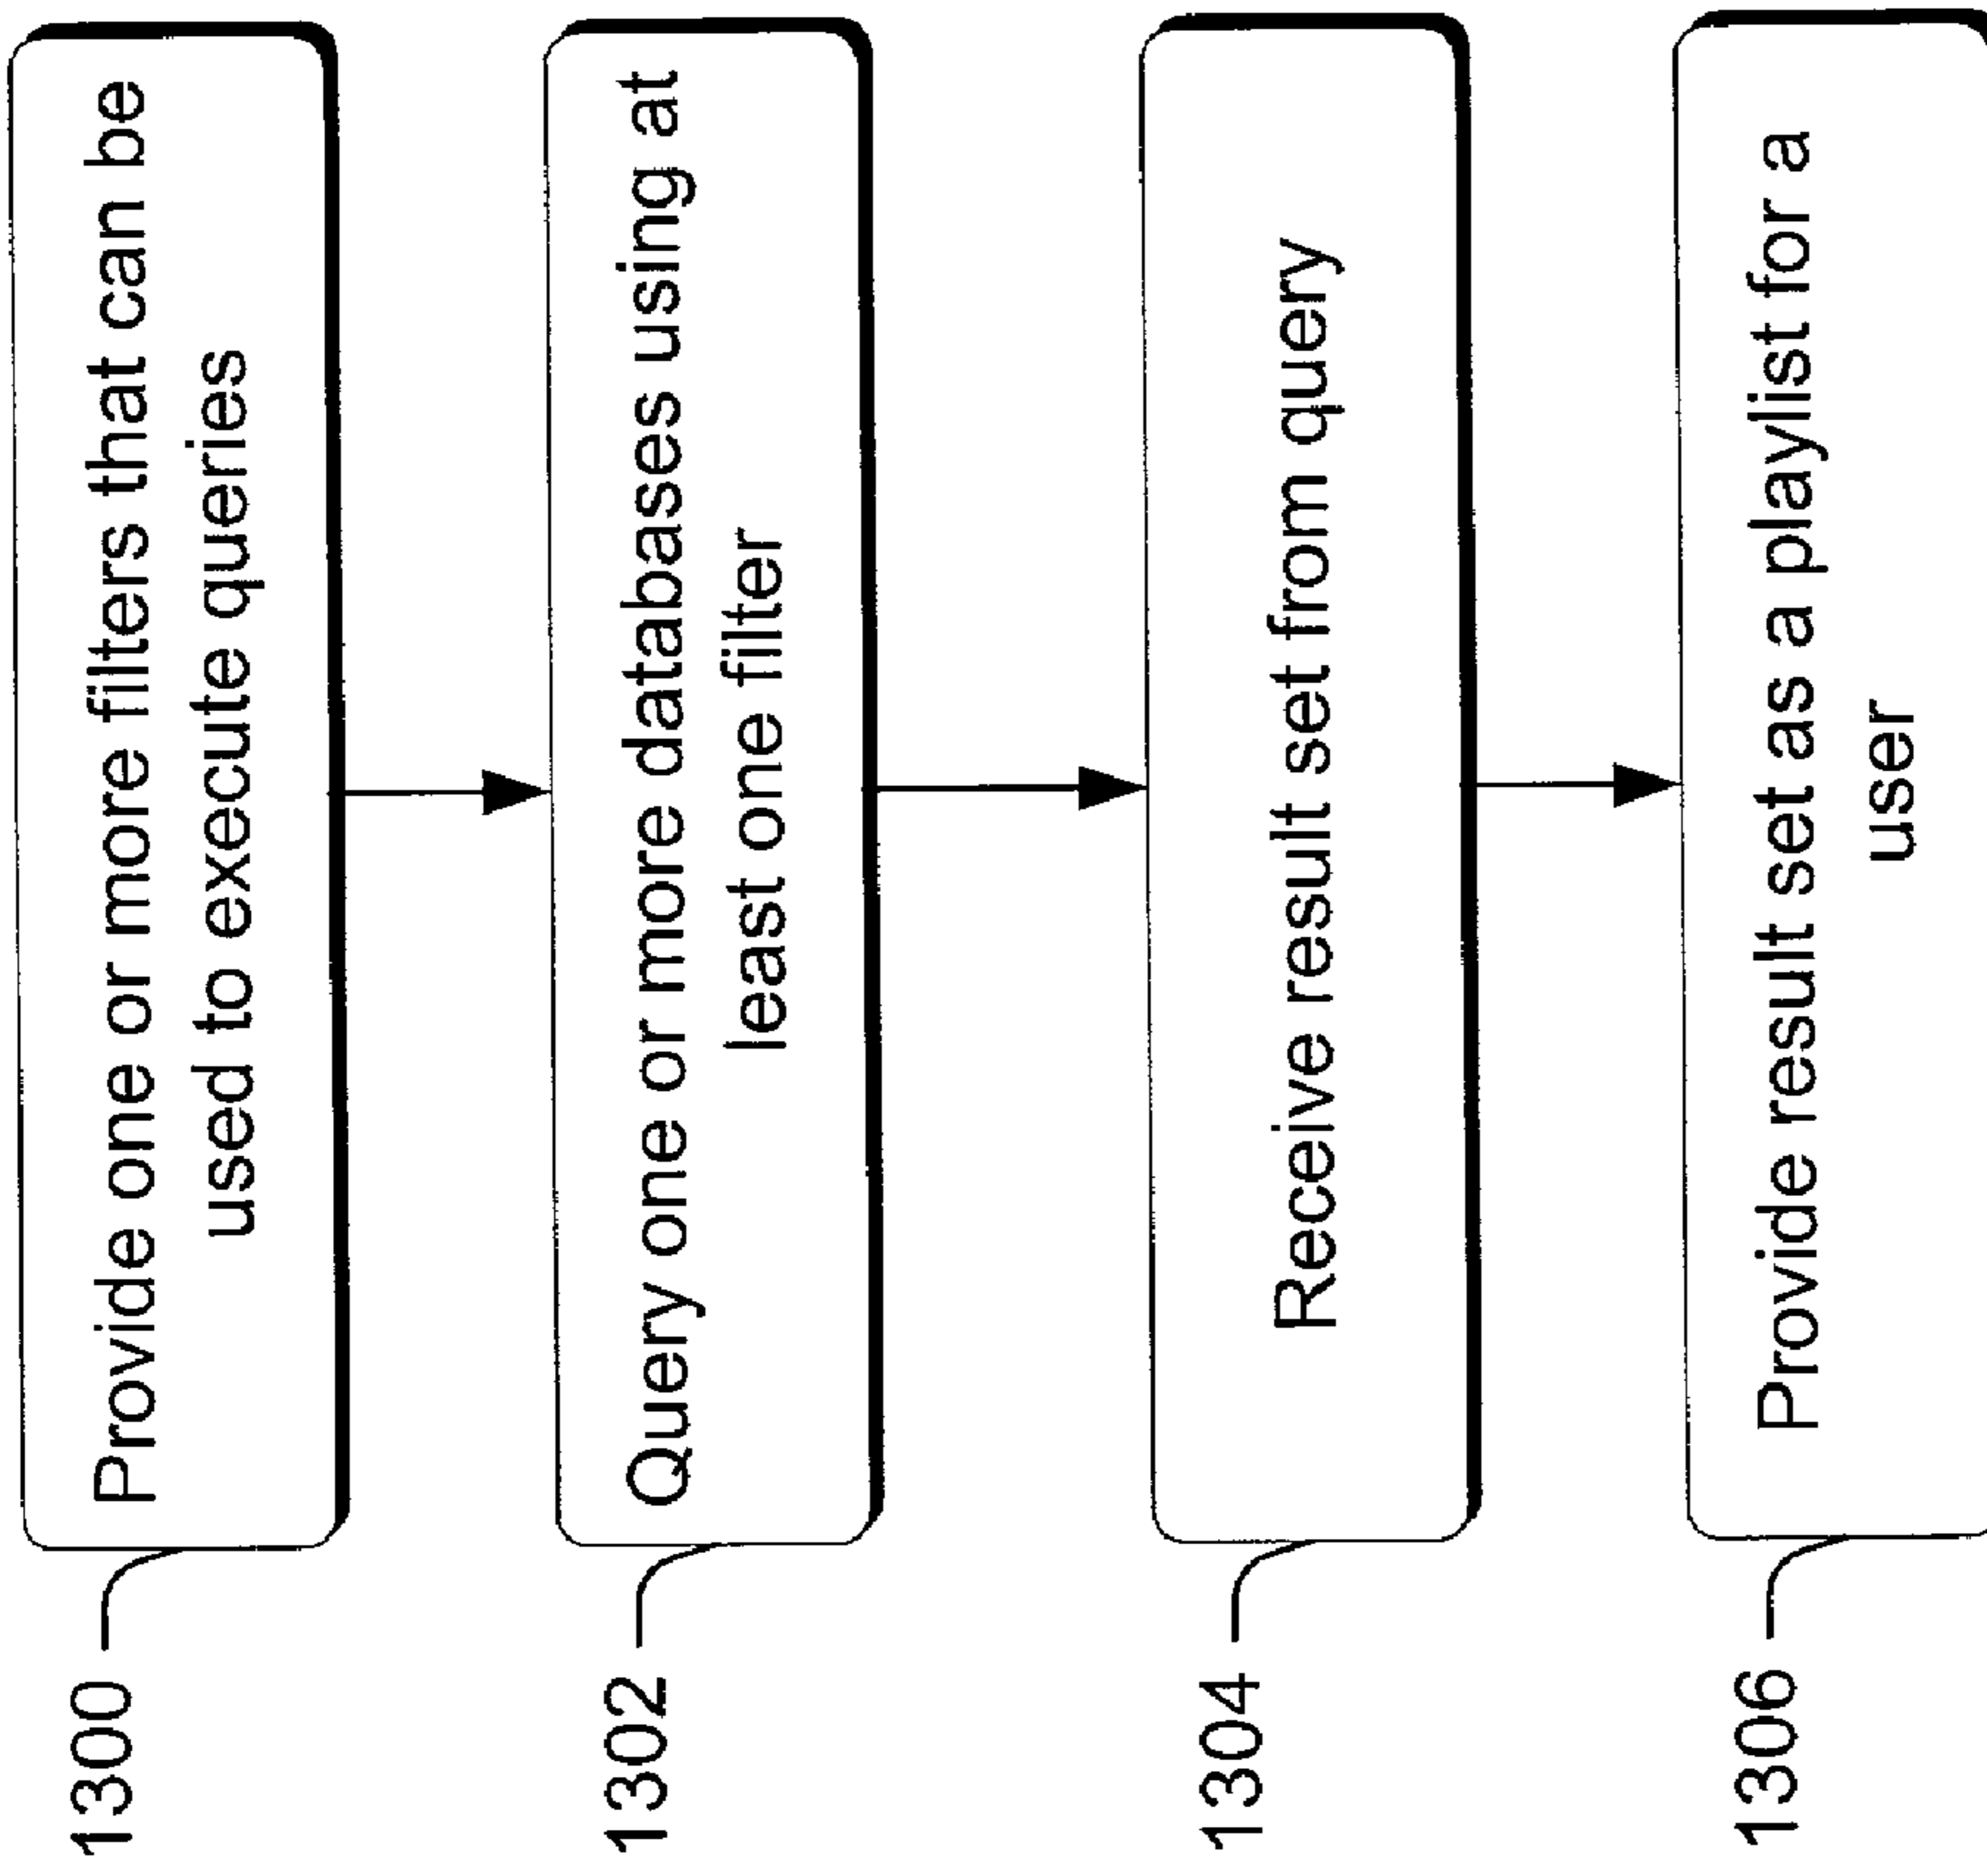 1300
Provide one or more filters that can be
used to execute queries
1302
Query one or more databases using at
least one filter
1304
Receive result set from query
1306
Provide result set as a playlist for a
user